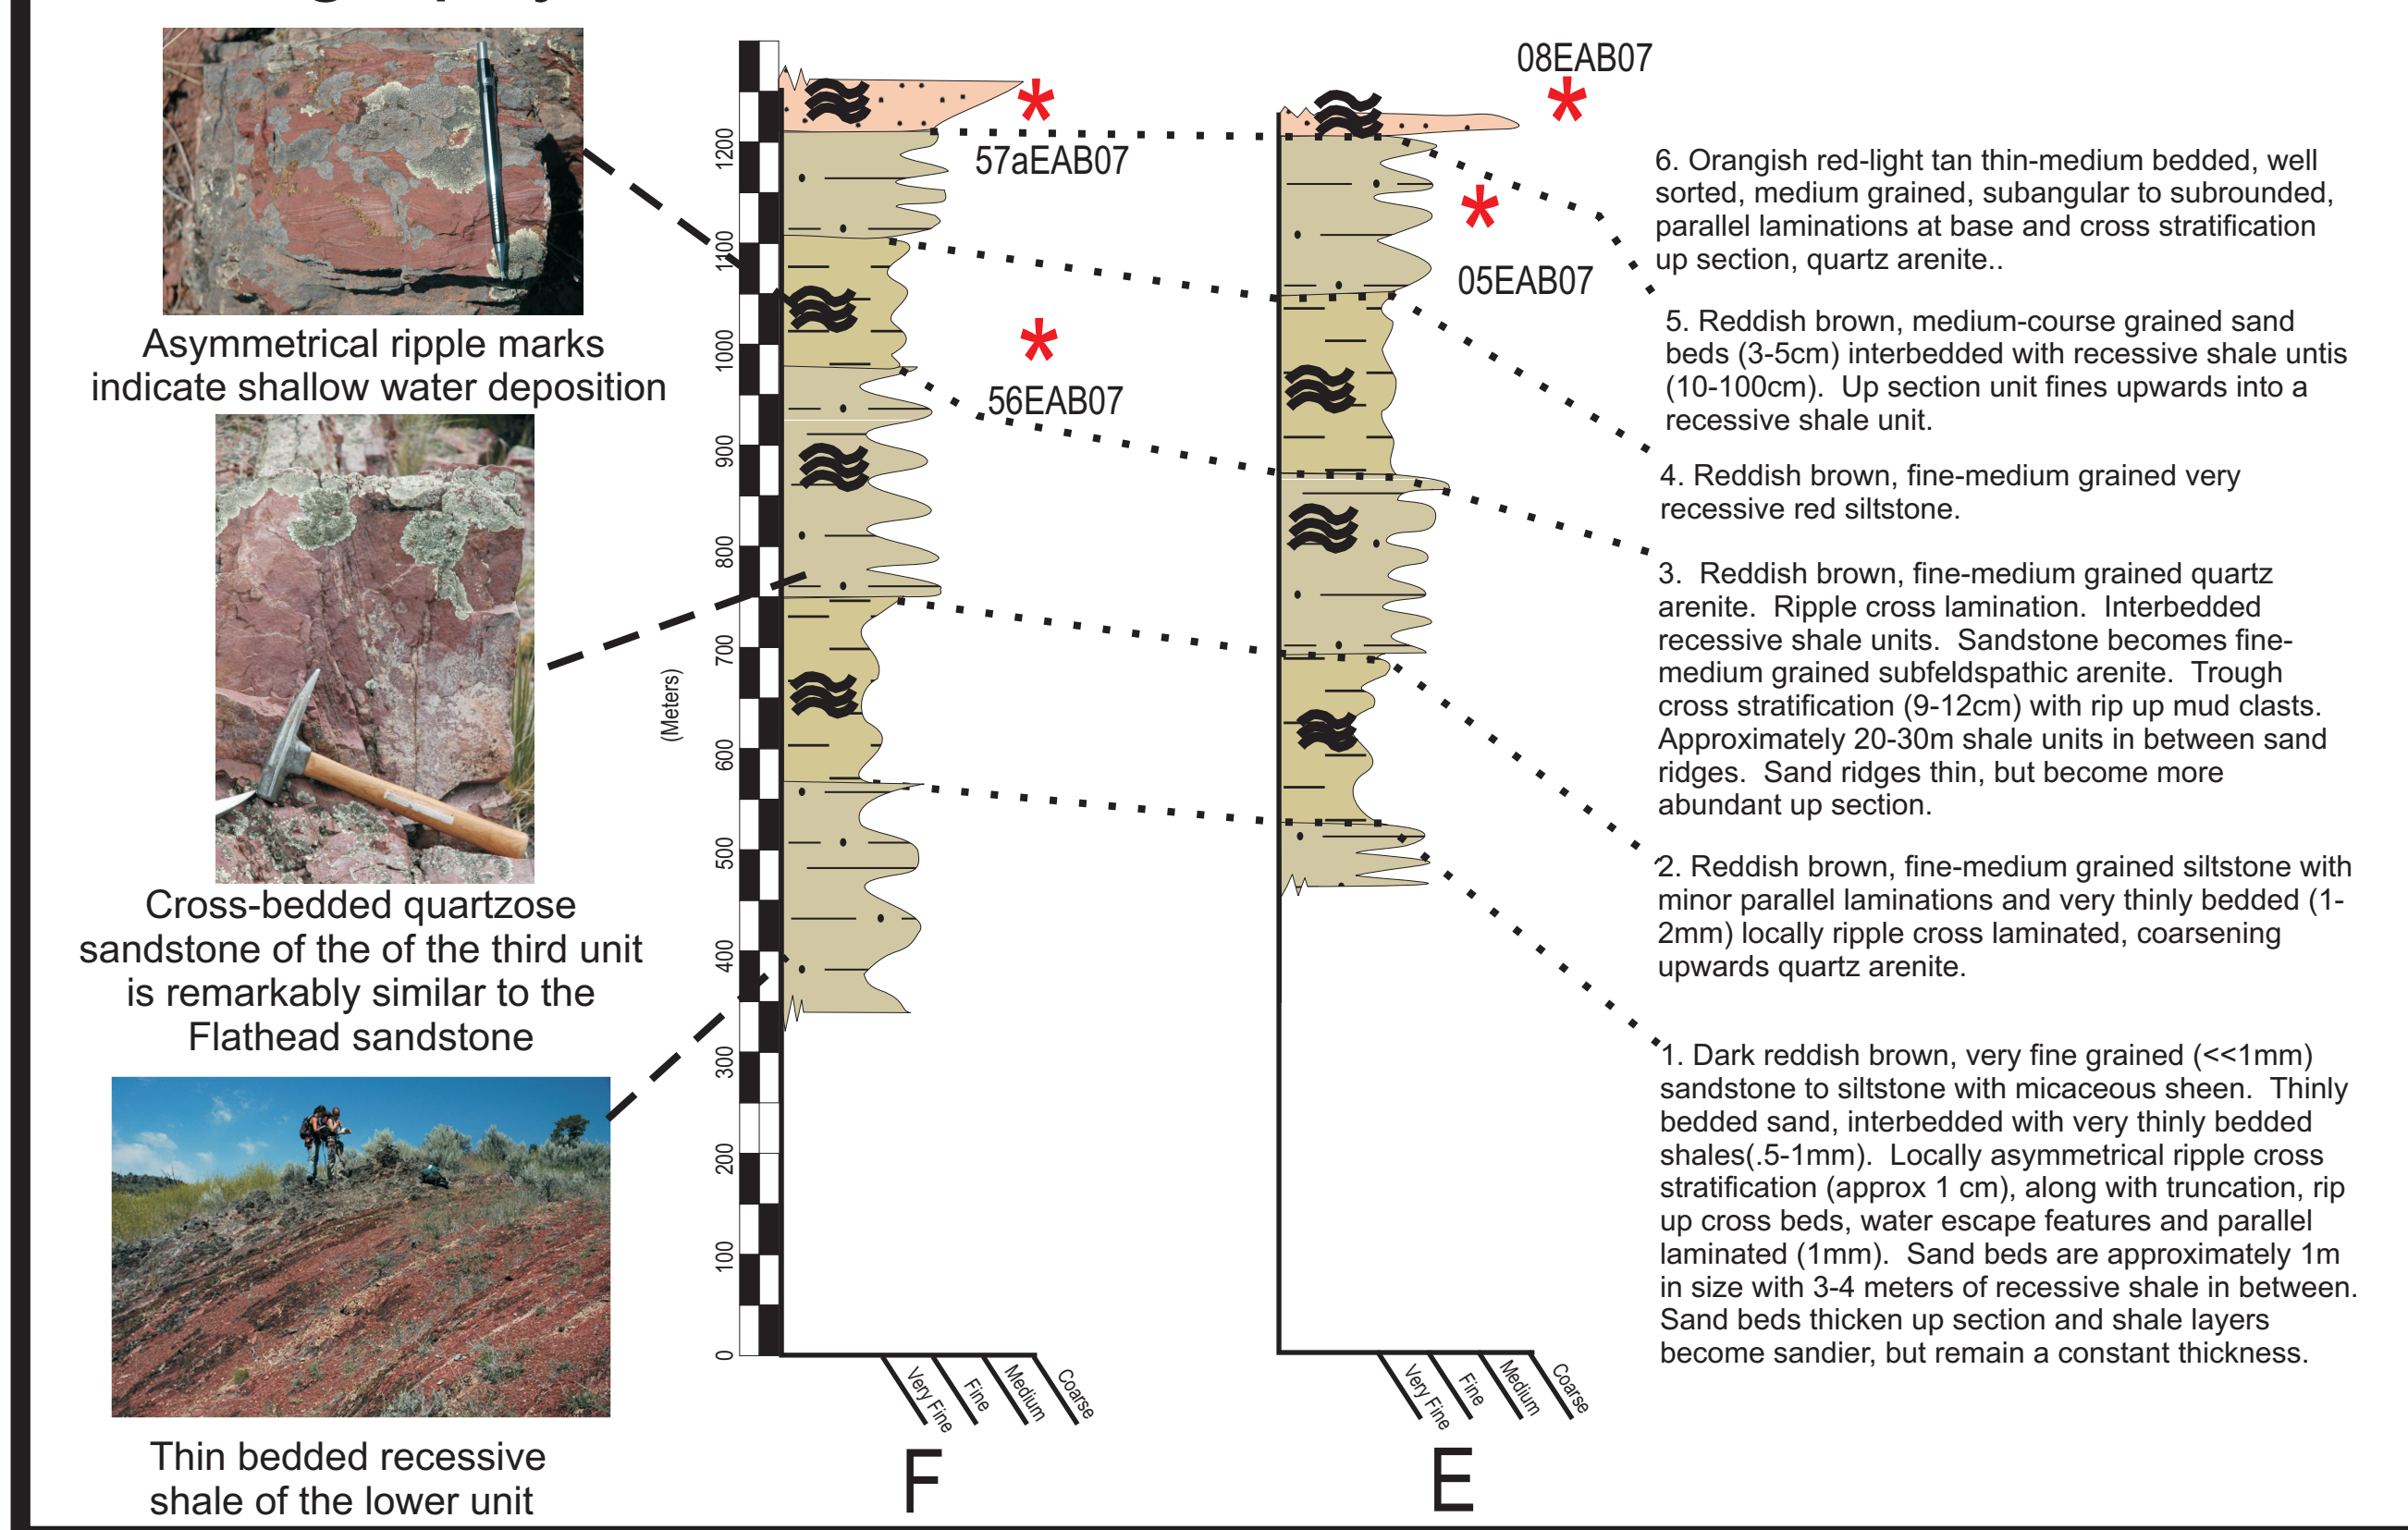 Asymmetrical ripple marks
indicate shallow water deposition
Cross-bedded quartzose
sandstone of the of the third unit
is remarkably similar to the
Flathead sandstone
Thin bedded recessive
shale of the lower unit
(Meters)
1200
1100
1000
900
800
700
600
500
400
300
200
100
0
57aEAB07
56EAB07
Very Fine
Fine
Medium
Coarse
F
08EAB07
05EAB07
Very Fine
Fine
Medium
Coarse
E
6. Orangish red-light tan thin-medium bedded, well
sorted, medium grained, subangular to subrounded,
parallel laminations at base and cross stratification
up section, quartz arenite..
5. Reddish brown, medium-course grained sand
beds (3-5cm) interbedded with recessive shale untis
(10-100cm). Up section unit fines upwards into a
recessive shale unit.
4. Reddish brown, fine-medium grained very
recessive red siltstone.
3. Reddish brown, fine-medium grained quartz
arenite. Ripple cross lamination. Interbedded
recessive shale units. Sandstone becomes fine-
medium grained subfeldspathic arenite. Trough
cross stratification (9-12cm) with rip up mud clasts.
Approximately 20-30m shale units in between sand
ridges. Sand ridges thin, but become more
abundant up section.
2. Reddish brown, fine-medium grained siltstone with
minor parallel laminations and very thinly bedded (1-
2mm) locally ripple cross laminated, coarsening
upwards quartz arenite.
1. Dark reddish brown, very fine grained (<<1mm)
sandstone to siltstone with micaceous sheen. Thinly
bedded sand, interbedded with very thinly bedded
shales(.5-1mm). Locally asymmetrical ripple cross
stratification (approx 1 cm), along with truncation, rip
up cross beds, water escape features and parallel
laminated (1mm). Sand beds are approximately 1m
in size with 3-4 meters of recessive shale in between.
Sand beds thicken up section and shale layers
become sandier, but remain a constant thickness.